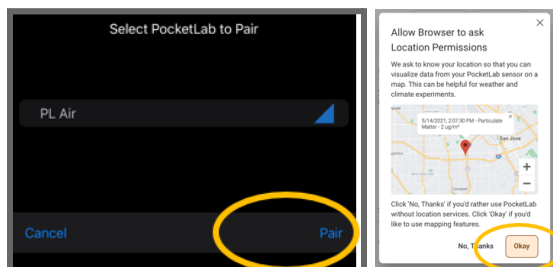 Select PocketLab to Pair
PL Air
Cancel
Pair
Allow Browser to ask
Location Permissions
We ask to know your location so that you can
visualize data from your PocketLab sensor on a
map. This can be helpful for weather and
climate experiments.
5/14/2021, 2:07:30 PM - Particulate
Matter - 2 ug/m³
San Jose
Campbell
Click 'No, Thanks' if you'd rather use PocketLab
without location services. Click 'Okay' if you'd
like to use mapping features.
No, Thanks
Okay